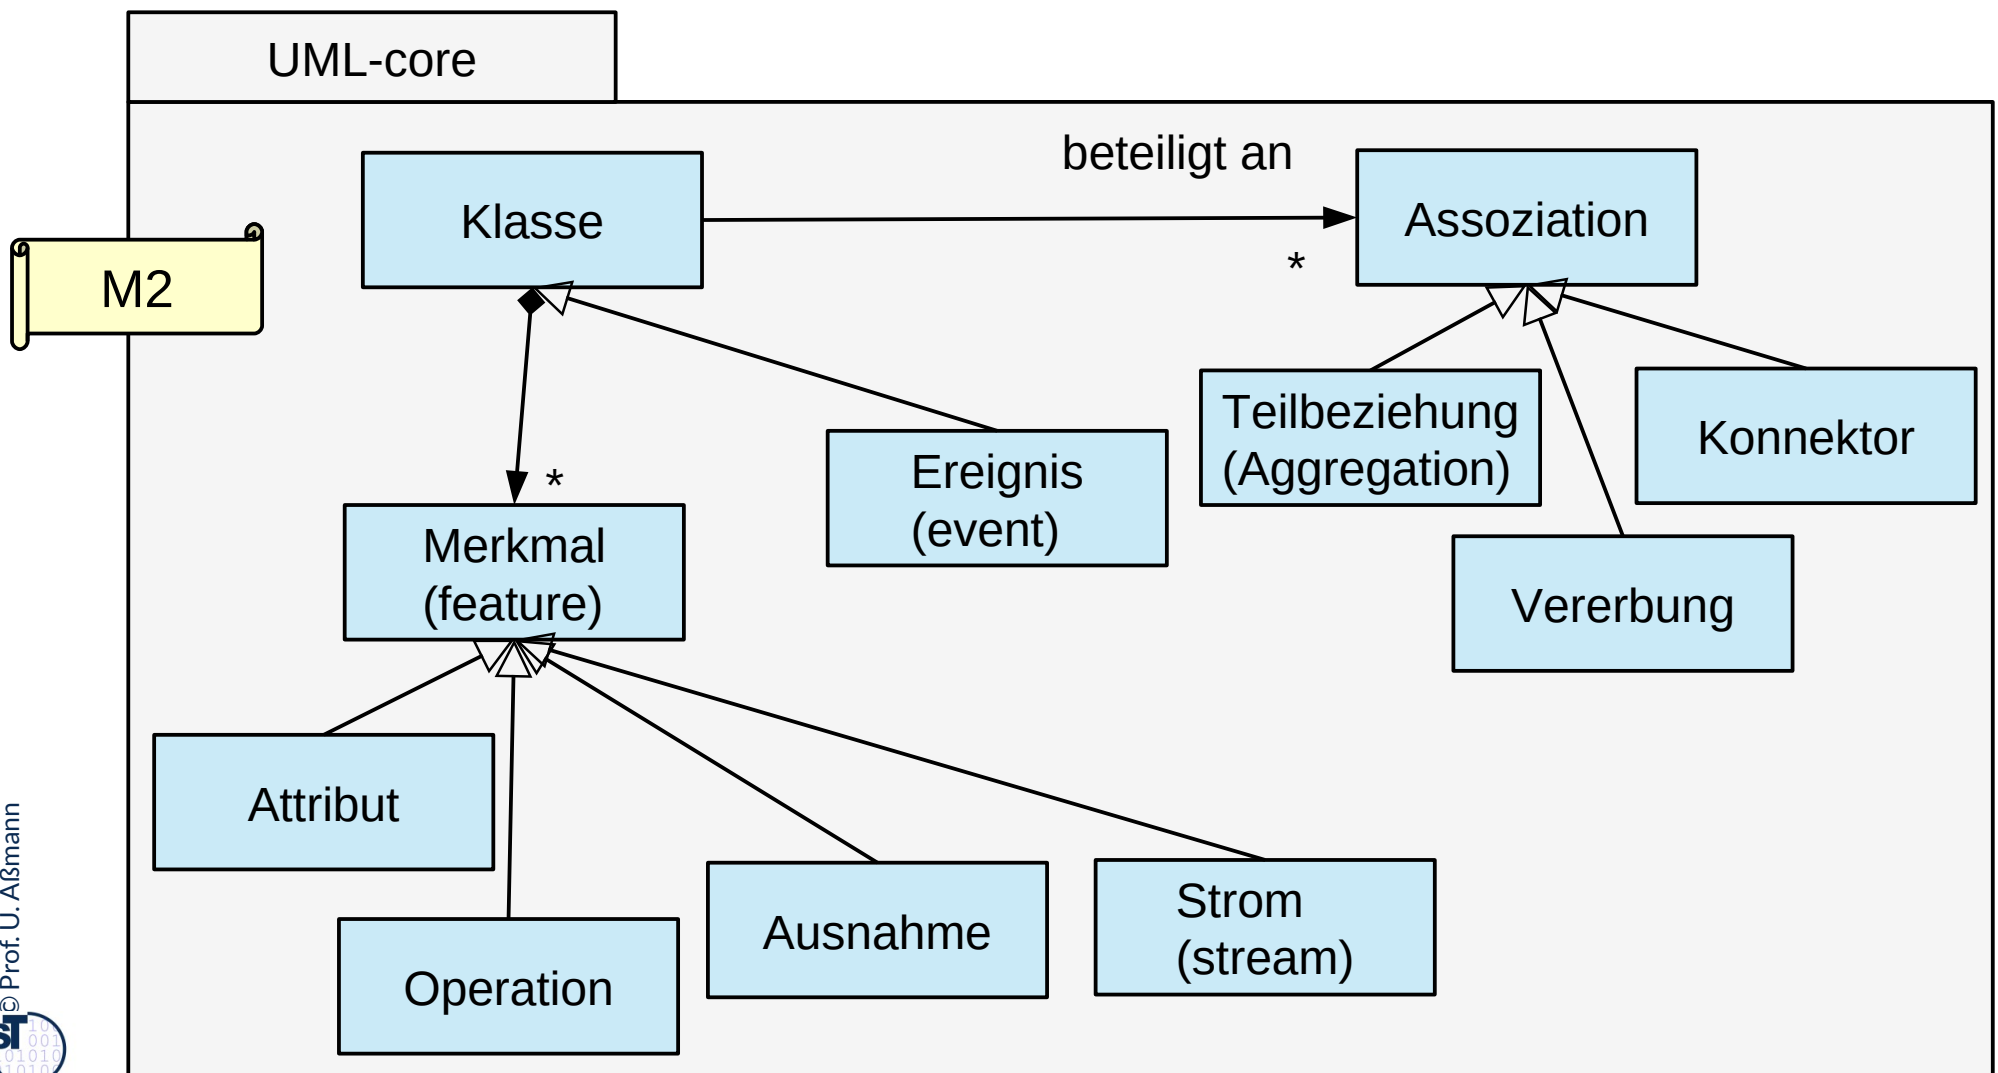 UML-core
beteiligt an
Klasse
Assoziation
*
M2
Teilbeziehung
(Aggregation)
Konnektor
Ereignis
(event)
*
Merkmal
(feature)
Vererbung
Attribut
Ausnahme
Strom
(stream)
Operation
© Prof. U. Aßmann
sT